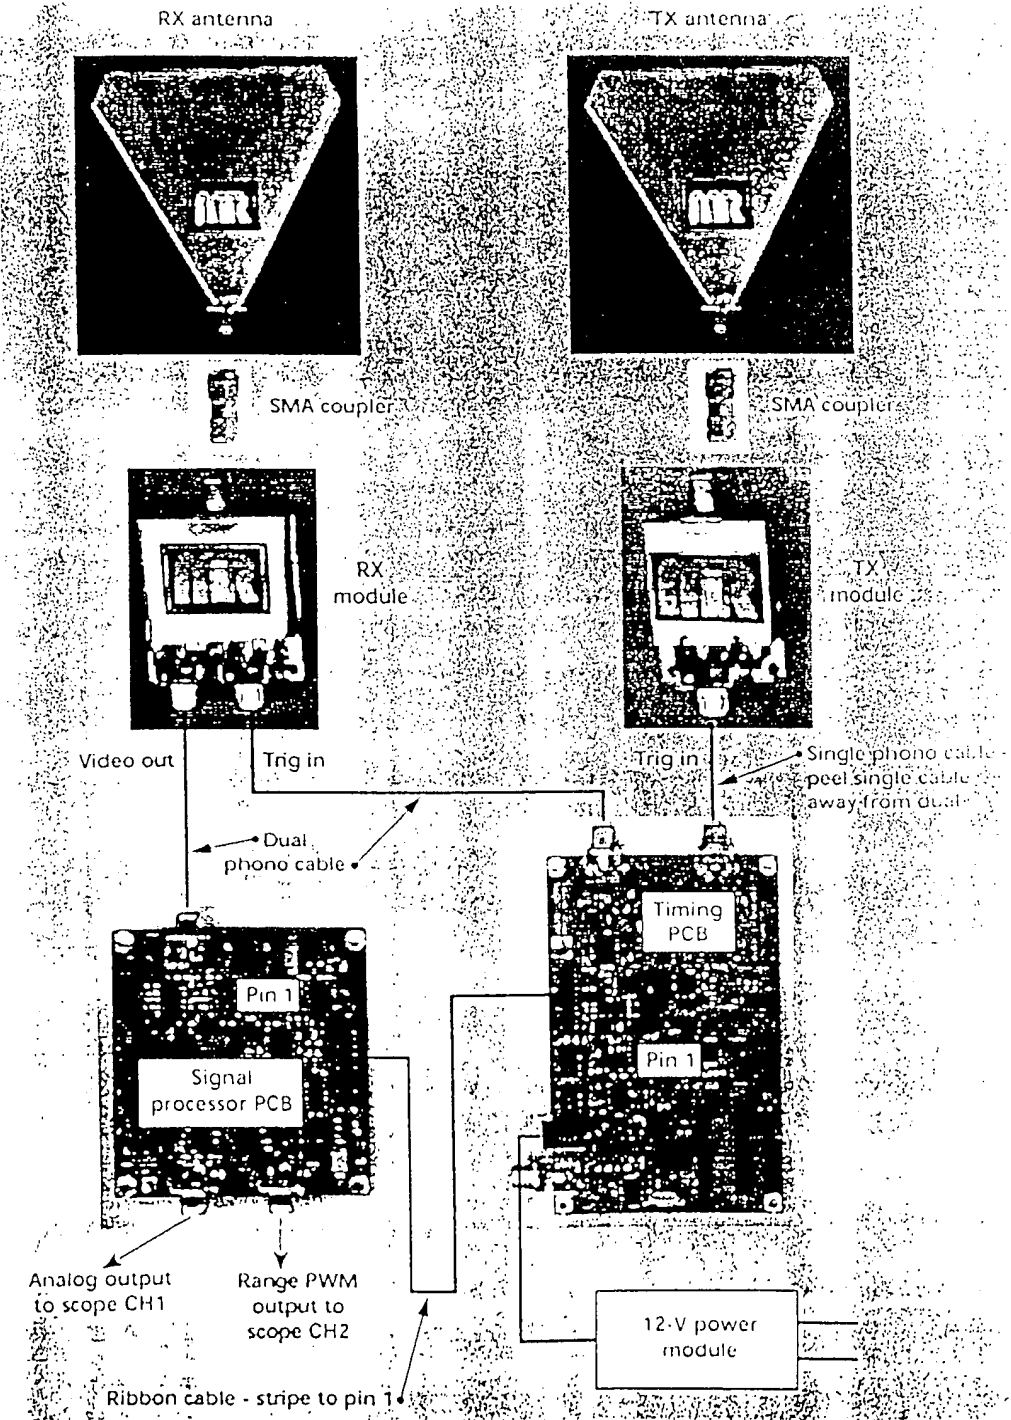 RX antenna
TX antenna
SMA coupler
SMA coupler
RX
module
TX
module
Video out
Trig in
Trig in
Single phono cable
peel single cable
away from dual
Dual
phono cable
Timing
PCB
Pin 1
Pin 1
Signal
processor PCB
Analog output
to scope CH1
Range PWM
output to
scope CH2
12-V power
module
Ribbon cable - stripe to pin 1